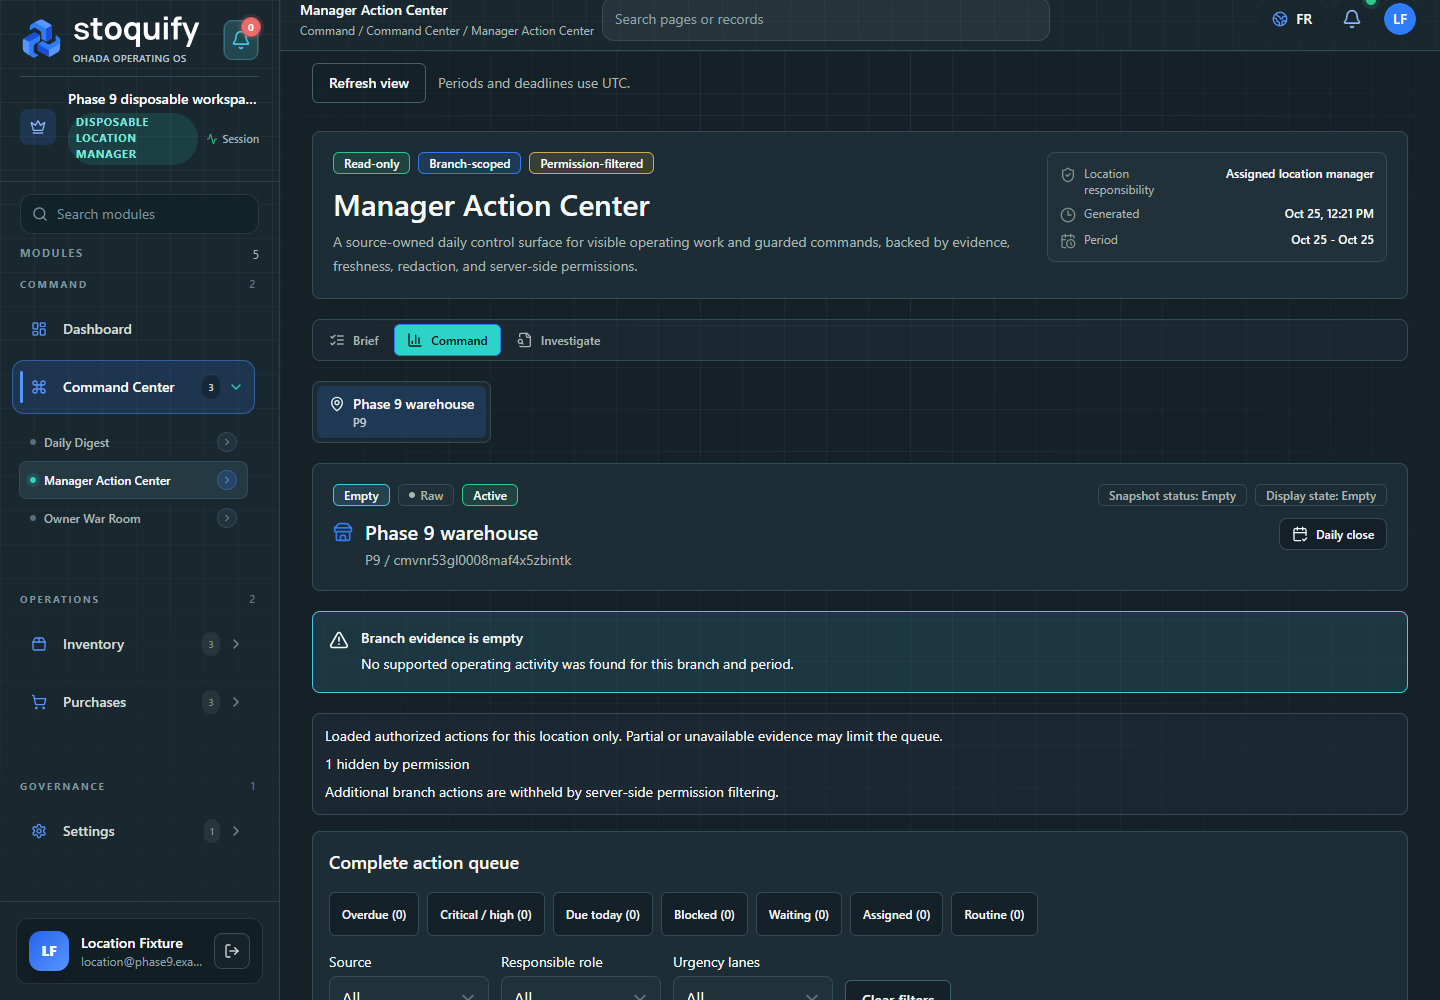 stoquify
OHADA OPERATING OS
0
Phase 9 disposable workspa...
DISPOSABLE
LOCATION
MANAGER
Session
Search modules
MODULES 5
COMMAND 2
Dashboard
Command Center 3
Daily Digest
Manager Action Center
Owner War Room
OPERATIONS 2
Inventory 3
Purchases 3
GOVERNANCE 1
Settings 1
LF
Location Fixture
location@phase9.exa...
Manager Action Center
Command / Command Center / Manager Action Center
Search pages or records
FR
LF
Refresh view
Periods and deadlines use UTC.
Read-only
Branch-scoped
Permission-filtered
Manager Action Center
A source-owned daily control surface for visible operating work and guarded commands, backed by evidence,
freshness, redaction, and server-side permissions.
Location
responsibility
Assigned location manager
Generated Oct 25, 12:21 PM
Period Oct 25 - Oct 25
Brief
Command
Investigate
Phase 9 warehouse
P9
Empty
Raw
Active
Snapshot status: Empty
Display state: Empty
Phase 9 warehouse
P9 / cmvnr53gl0008maf4x5zbintk
Daily close
Branch evidence is empty
No supported operating activity was found for this branch and period.
Loaded authorized actions for this location only. Partial or unavailable evidence may limit the queue.
1 hidden by permission
Additional branch actions are withheld by server-side permission filtering.
Complete action queue
Overdue (0)
Critical / high (0)
Due today (0)
Blocked (0)
Waiting (0)
Assigned (0)
Routine (0)
Source
Responsible role
Urgency lanes
All
All
All
Clear filters